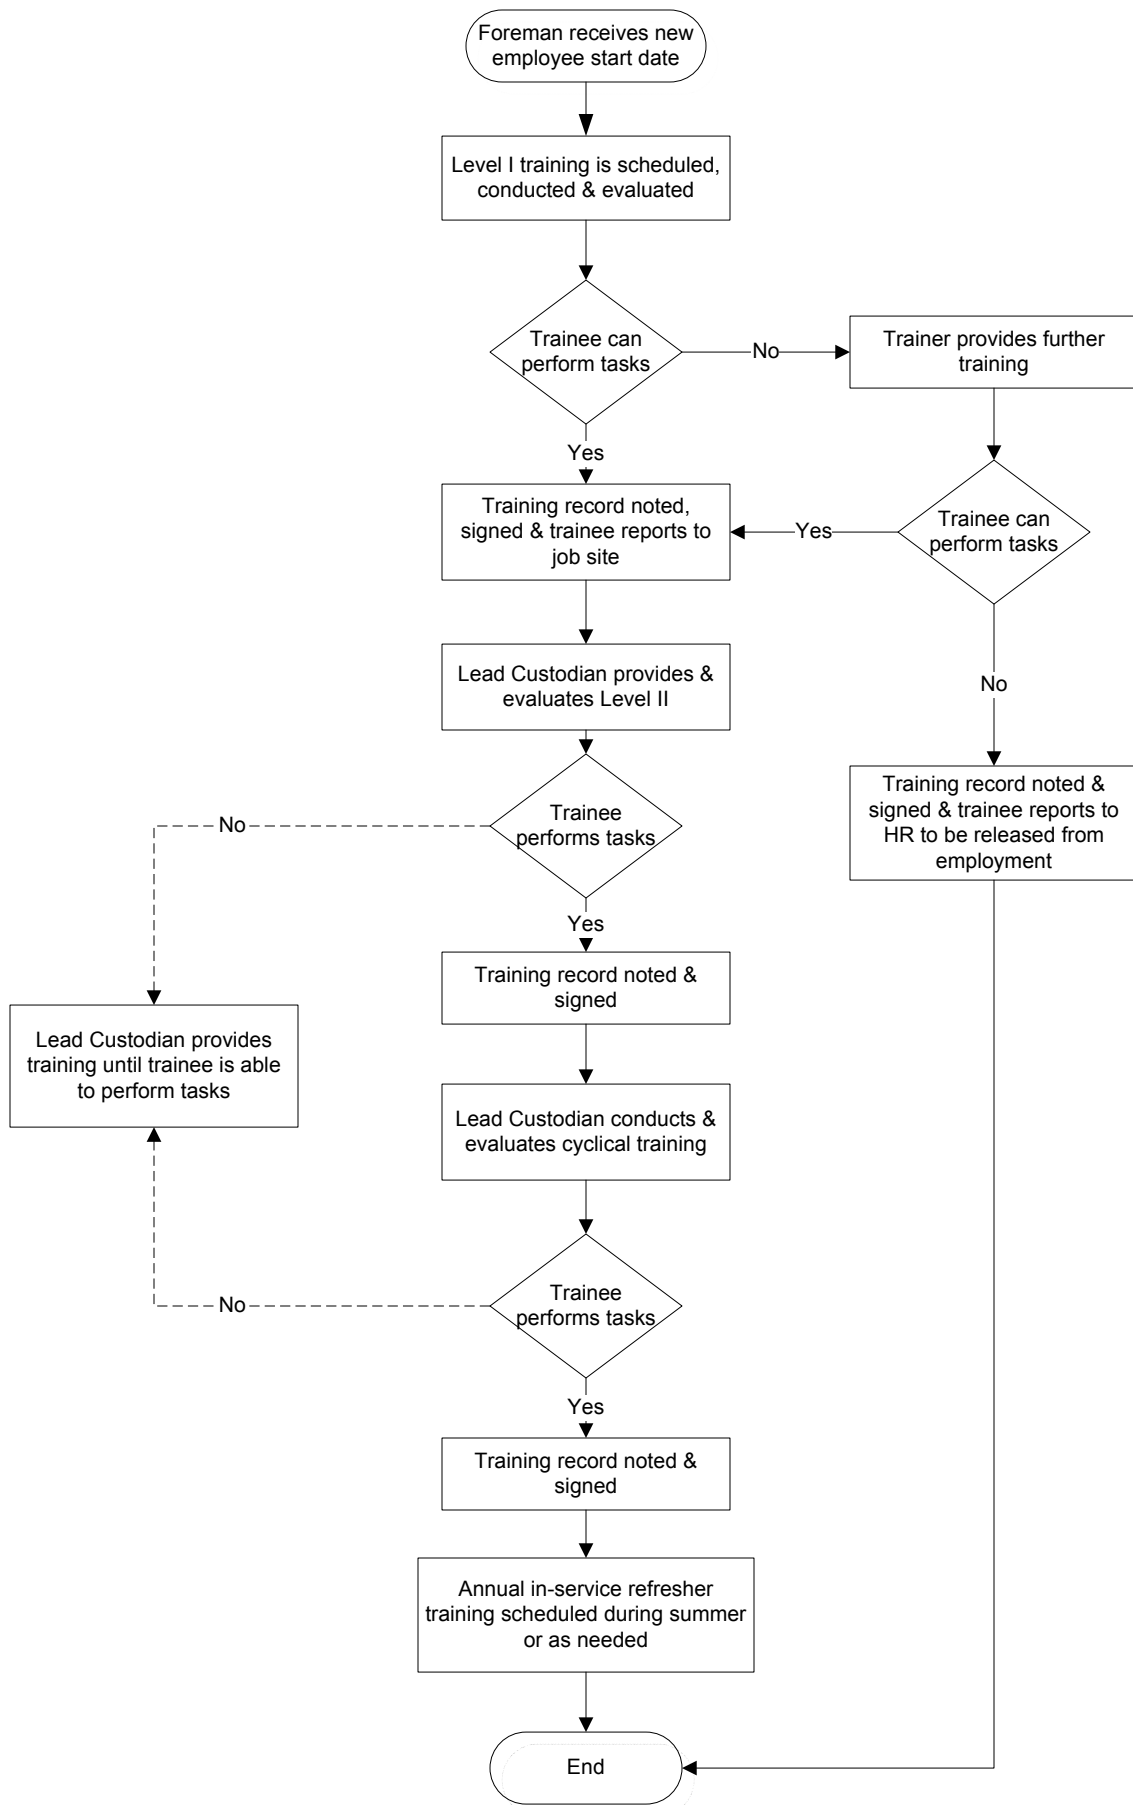 Foreman receives new
employee start date
Level I training is scheduled,
conducted & evaluated
Trainee can
perform tasks
No
Trainer provides further
training
Yes
Training record noted,
signed & trainee reports to
job site
Yes
Trainee can
perform tasks
Lead Custodian provides &
evaluates Level II
No
Trainee
performs tasks
No
Training record noted &
signed & trainee reports to
HR to be released from
employment
Yes
Training record noted &
signed
Lead Custodian provides
training until trainee is able
to perform tasks
Lead Custodian conducts &
evaluates cyclical training
Trainee
performs tasks
No
Yes
Training record noted &
signed
Annual in-service refresher
training scheduled during summer
or as needed
End